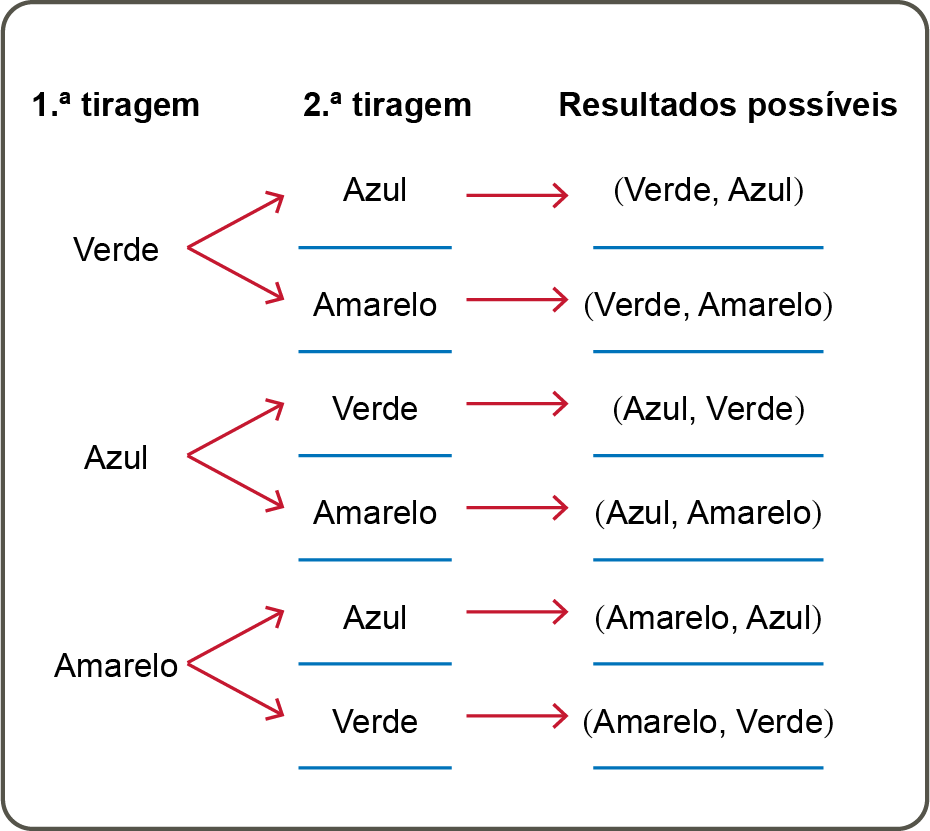 1.ª tiragem 2.ª tiragem Resultados possíveis
Azul (Verde, Azul)
Verde
Amarelo (Verde, Amarelo)
Verde (Azul, Verde)
Azul
Amarelo (Azul, Amarelo)
Azul (Amarelo, Azul)
Amarelo
Verde (Amarelo, Verde)